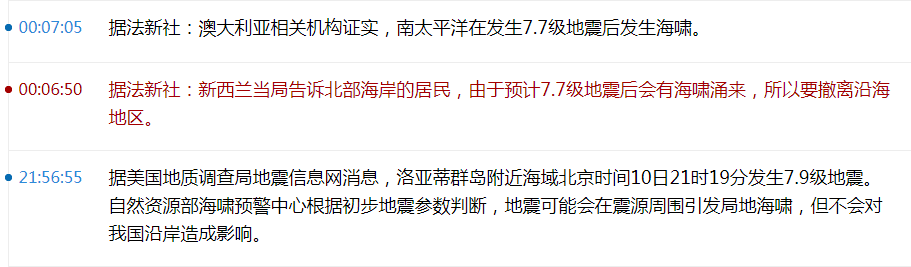 00:07:05 据法新社：澳大利亚相关机构证实，南太平洋在发生7.7级地震后发生海啸。
00:06:50 据法新社：新西兰当局告诉北部海岸的居民，由于预计7.7级地震后会有海啸涌来，所以要撤离沿海
地区。
21:56:55 据美国地质调查局地震信息网消息，洛亚蒂群岛附近海域北京时间10日21时19分发生7.9级地震。
自然资源部海啸预警中心根据初步地震参数判断，地震可能会在震源周围引发局地海啸，但不会对
我国沿岸造成影响。